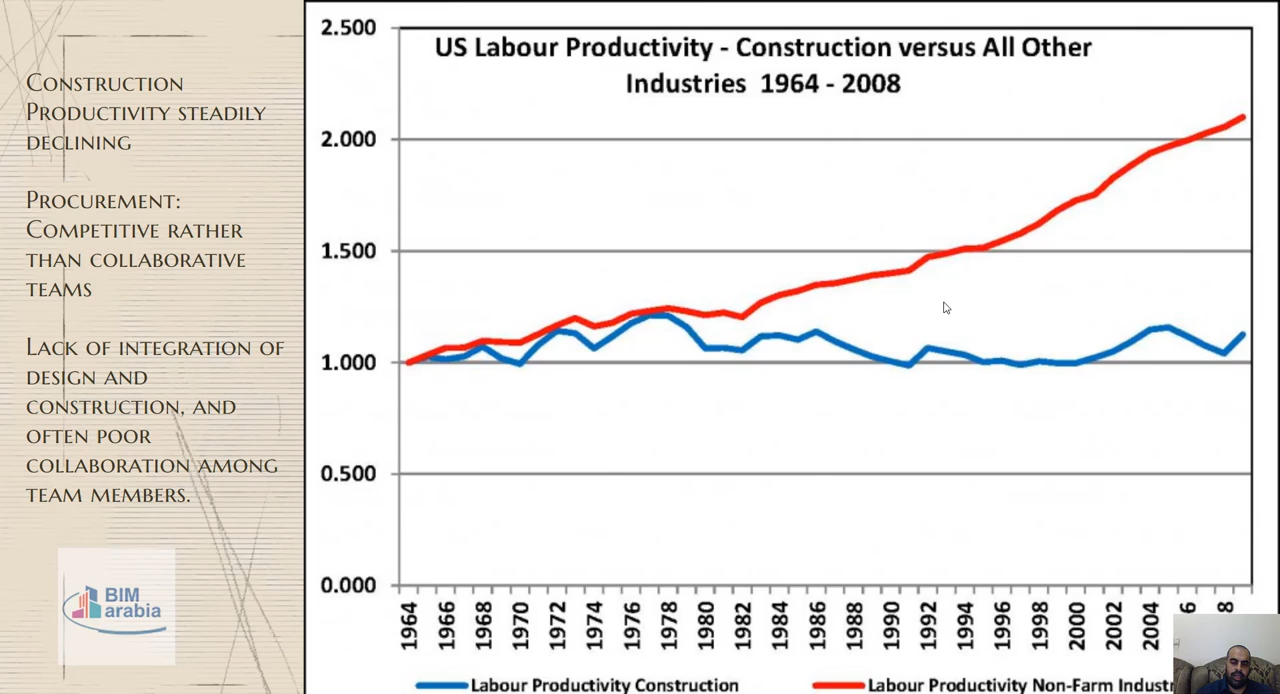 CONSTRUCTION
PRODUCTIVITY STEADILY
DECLINING
PROCUREMENT:
COMPETITIVE RATHER
THAN COLLABORATIVE
TEAMS
LACK OF INTEGRATION OF
DESIGN AND
CONSTRUCTION, AND
OFTEN POOR
COLLABORATION AMONG
TEAM MEMBERS.
BIM
arabia
US Labour Productivity - Construction versus All Other
Industries 1964 - 2008
2.500
2.000
1.500
1.000
0.500
0.000
1964
1966
1968
1970
1972
1974
1976
1978
1980
1982
1984
1986
1988
1990
1992
1994
1996
1998
2000
2002
2004
6
8
Labour Productivity Construction
Labour Productivity Non-Farm Industr